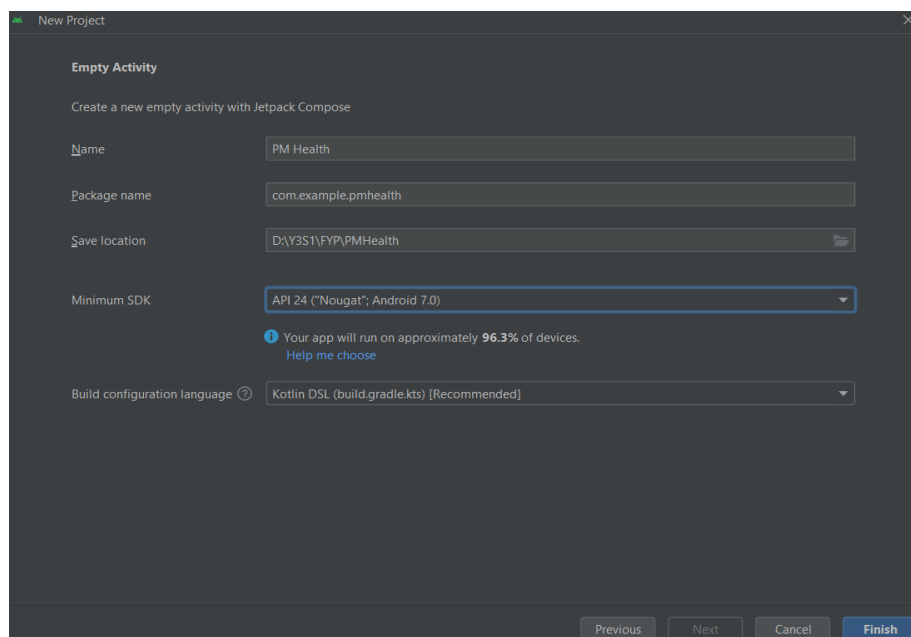 New Project
Empty Activity
Create a new empty activity with Jetpack Compose
Name PM Health
Package name com.example.pmhealth
Save location D:\Y3S1\FYP\PMHealth
Minimum SDK API 24 ("Nougat"; Android 7.0)
Your app will run on approximately 96.3% of devices.
Help me choose
Build configuration language Kotlin DSL (build.gradle.kts) [Recommended]
Previous Next Cancel Finish